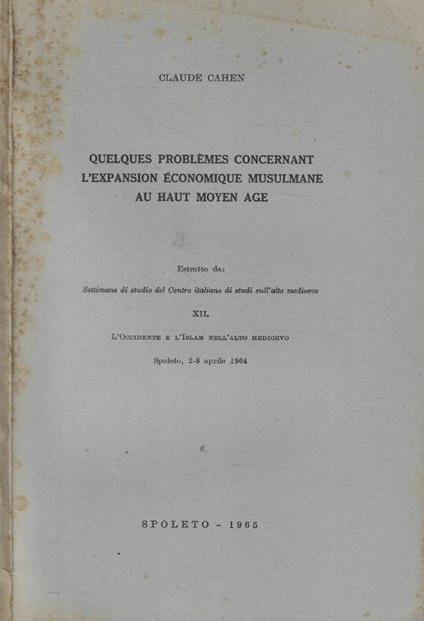 CLAUDE CAHEN
QUELQUES PROBLÈMES CONCERNANT
L'EXPANSION ÉCONOMIQUE MUSULMANE
AU HAUT MOYEN AGE
Estratto da:
Settimane di studio del Centro italiano di studi sull'alto medioevo
XII.
L'OCCIDENTE E L'ISLAM NELL'ALTO MEDIOEVO
Spoleto, 2-8 aprile 1964
SPOLETO - 1965